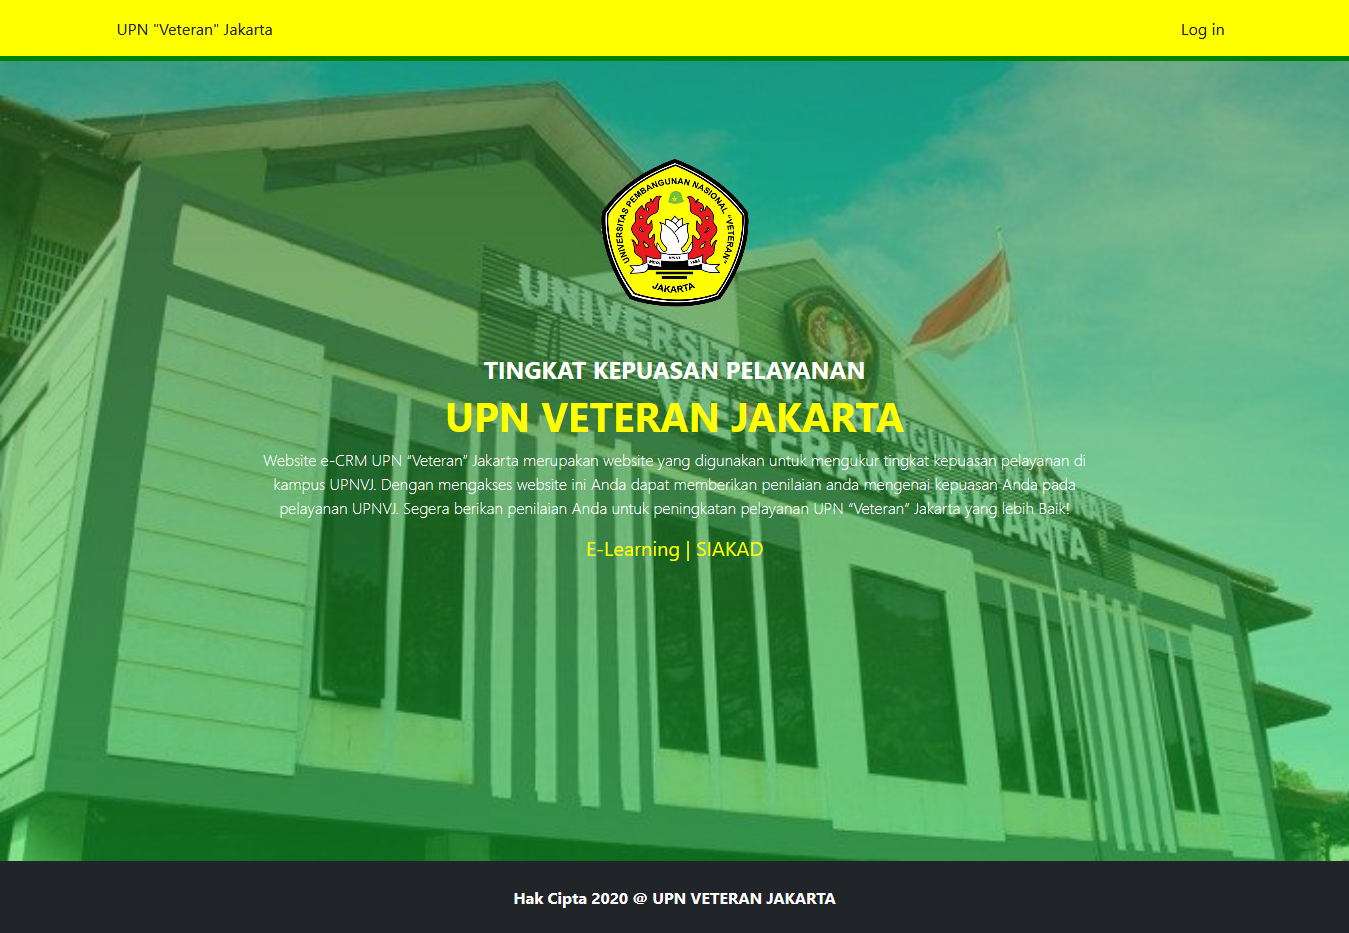 UPN "Veteran" Jakarta
Log in
UNIVERSITAS PEMBANGUNAN NASIONAL "VETERAN"
JAKARTA
TINGKAT KEPUASAN PELAYANAN
UPN VETERAN JAKARTA
Website e-CRM UPN “Veteran” Jakarta merupakan website yang digunakan untuk mengukur tingkat kepuasan pelayanan di
kampus UPNVJ. Dengan mengakses website ini Anda dapat memberikan penilaian anda mengenai kepuasan Anda pada
pelayanan UPNVJ. Segera berikan penilaian Anda untuk peningkatan pelayanan UPN “Veteran” Jakarta yang lebih Baik!
E-Learning | SIAKAD
VETERAN JAKARTA
Hak Cipta 2020 @ UPN VETERAN JAKARTA